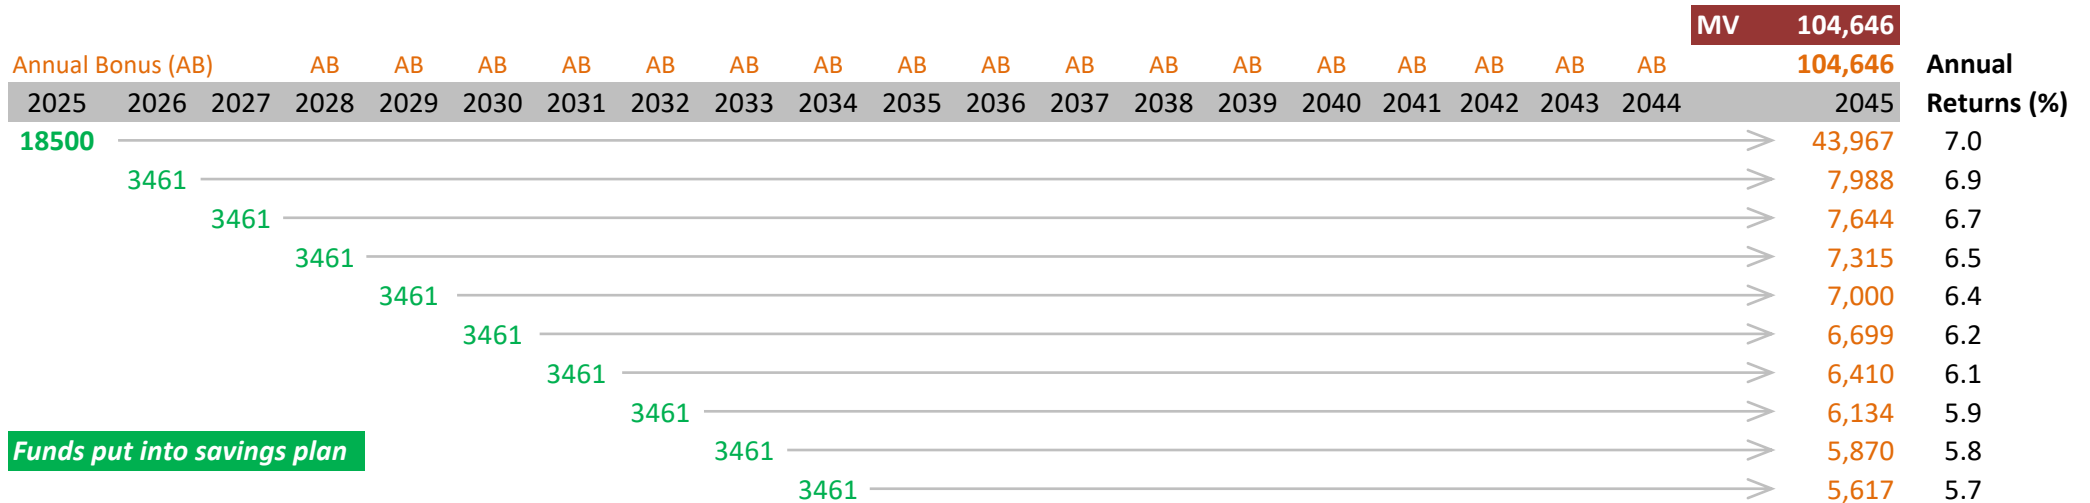 MV 104,646
Annual Bonus (AB) AB AB AB AB AB AB AB AB AB AB AB AB AB AB AB AB AB 104,646 Annual
2025 2026 2027 2028 2029 2030 2031 2032 2033 2034 2035 2036 2037 2038 2039 2040 2041 2042 2043 2044 2045 Returns (%)
18500 43,967 7.0
3461 7,988 6.9
3461 7,644 6.7
3461 7,315 6.5
3461 7,000 6.4
3461 6,699 6.2
3461 6,410 6.1
3461 6,134 5.9
Funds put into savings plan 3461 5,870 5.8
3461 5,617 5.7